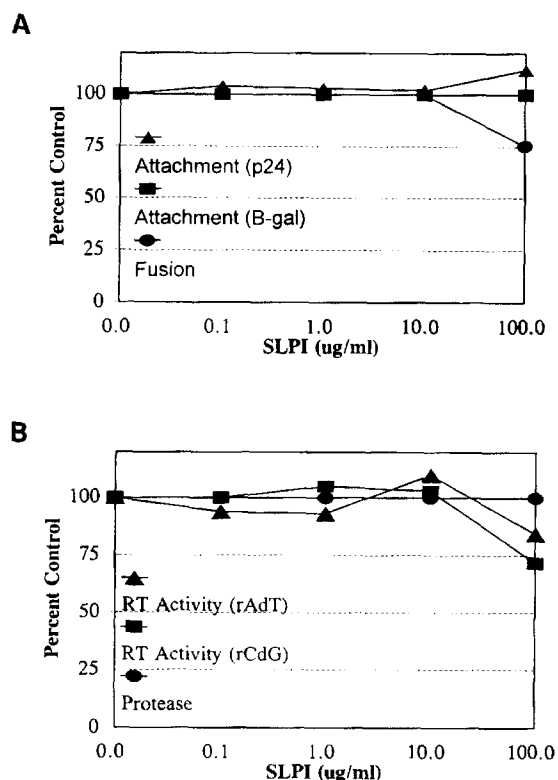 A
Percent Control
100
75
50
25
0
Attachment (p24)
Attachment (B-gal)
Fusion
0.0 0.1 1.0 10.0 100.0
SLPI (ug/ml)
B
Percent Control
100
75
50
25
0
RT Activity (rAdT)
RT Activity (rCdG)
Protease
0.0 0.1 1.0 10.0 100.0
SLPI (ug/ml)